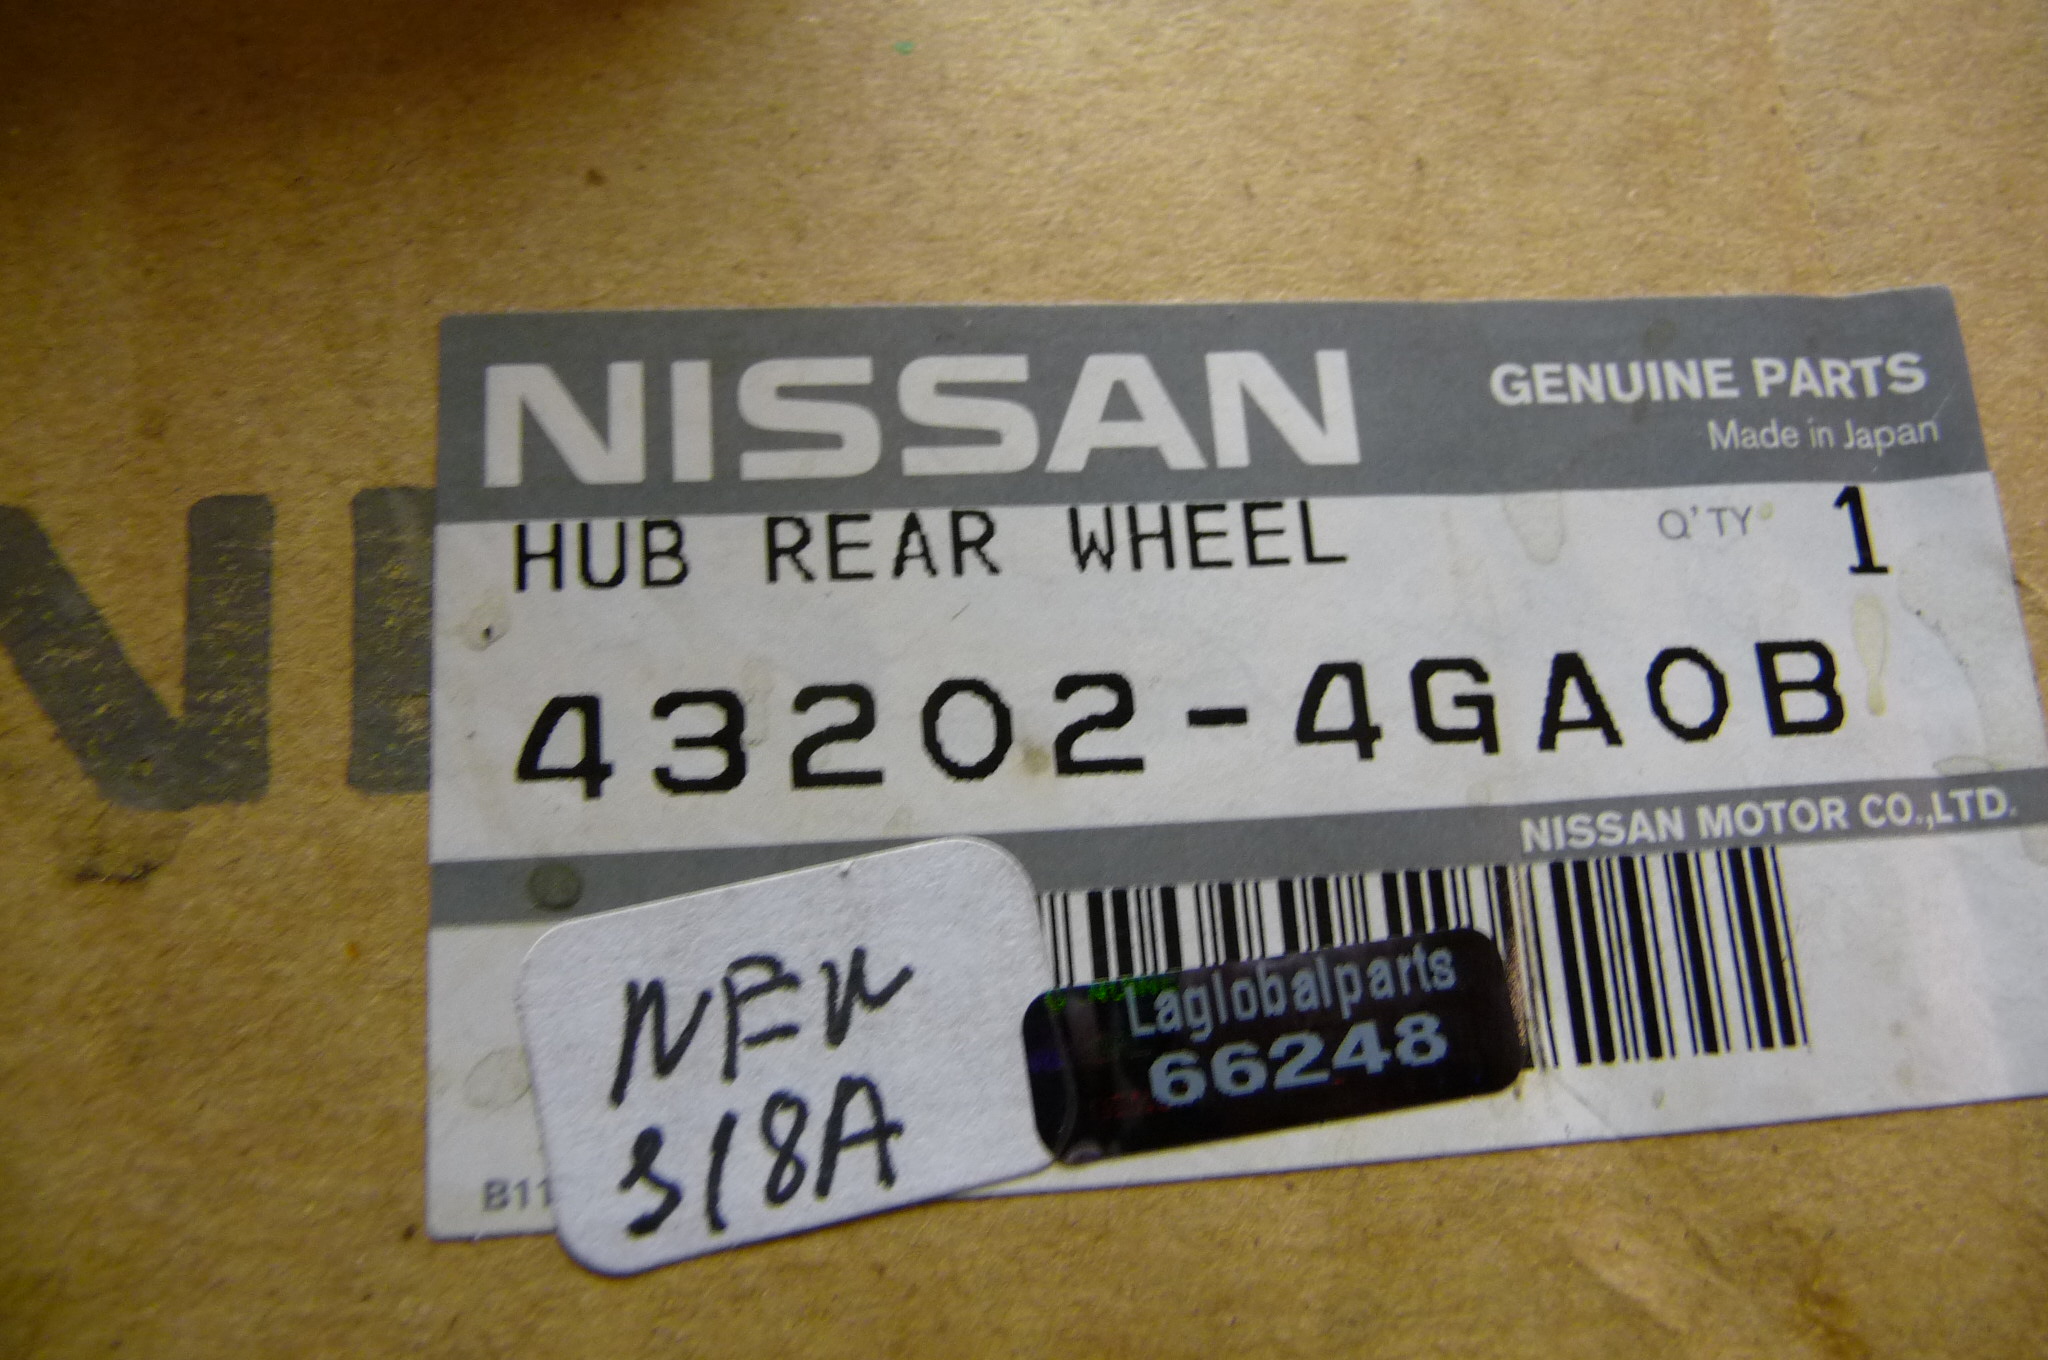 NISSAN
GENUINE PARTS
Made in Japan
HUB REAR WHEEL
Q'TY 1
43202-4GA0B
NISSAN MOTOR CO.,LTD.
NEW
318A
Laglobalparts
66248
B11